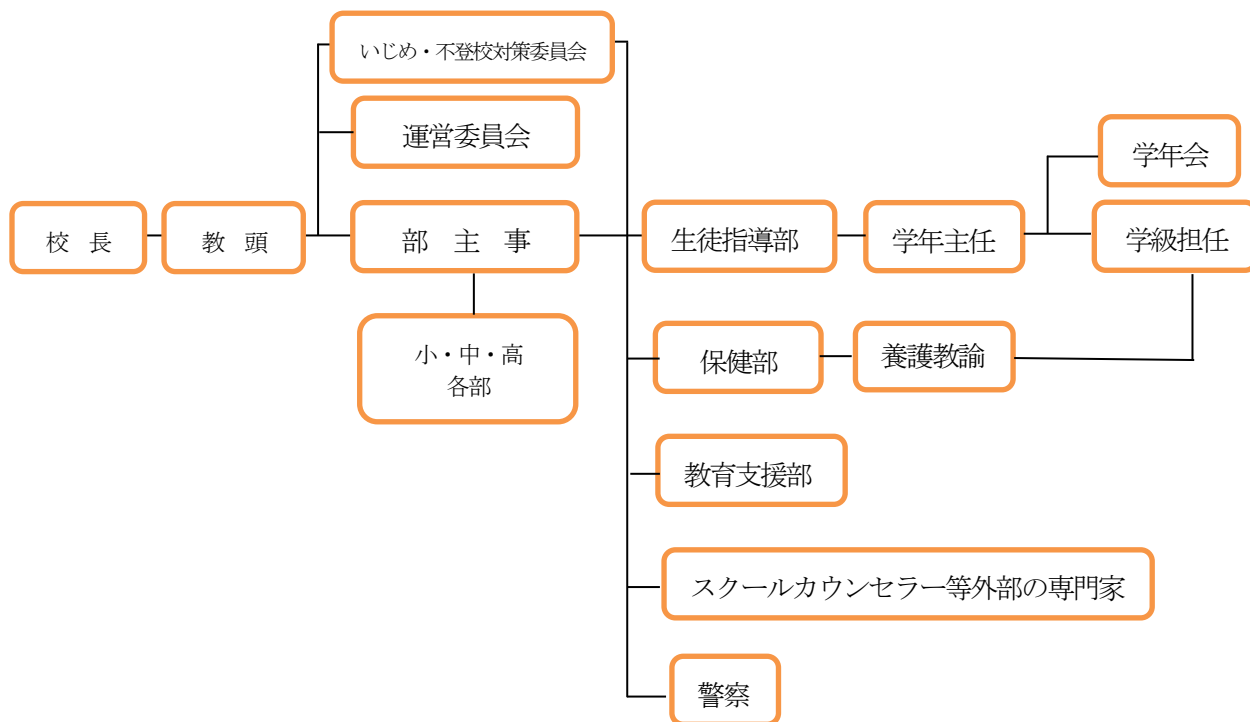 いじめ・不登校対策委員会
運営委員会
学年会
校　長
教　頭
部　主　事
生徒指導部
学年主任
学級担任
小・中・高
各部
保健部
養護教諭
教育支援部
スクールカウンセラー等外部の専門家
警察